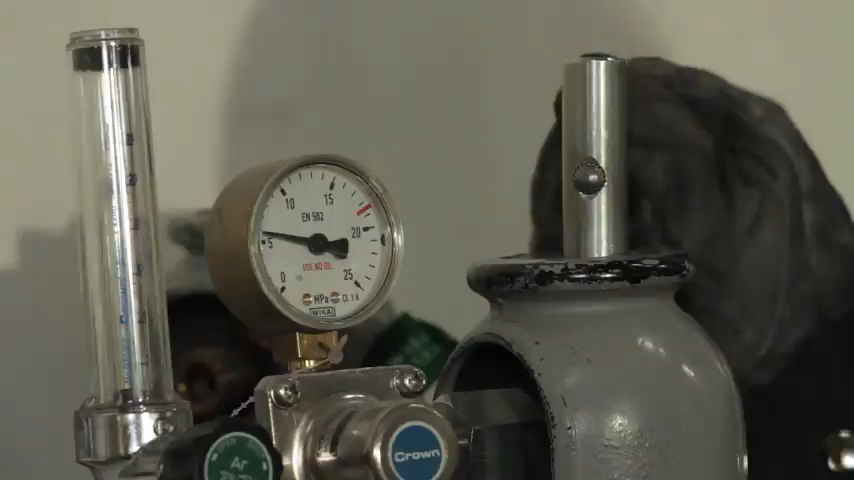 10
15
EN 562
5
20
USE NO OIL
0
25
MPa
CL 1.6
WIKA
Ar
Crown